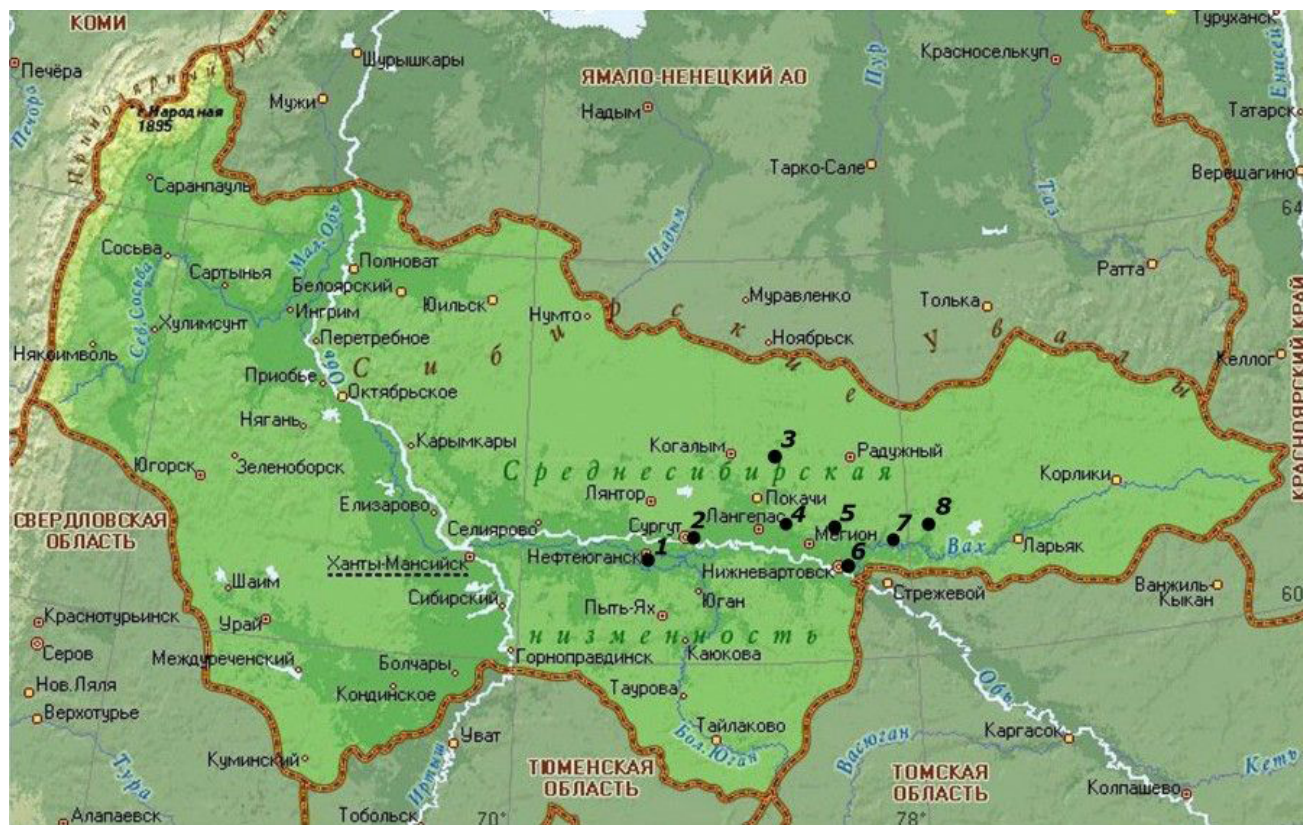 КОМИ
Туруханск
Печёра
Шурышкары
Красноселькуп
Пур
Енисей
ЯМАЛО-НЕНЕЦКИЙ АО
Приполярный Урал
Мужи
Надым
Татарск
г.Народная
1895
Печора
Тарко-Сале
Верещагино
Саранпауль
Таз
64
Мал.Обь
Надым
Сосьва
Полноват
Сартынья
Белоярский
Ратта
Юильск
Муравленко
Толька
Ингрим
Нумто
Сев.Сосьва
Хулимсунт
Перетребное
Ноябрьск
Сибирские Увалы
Няксимволь
Келлог
Обь
Приобье
Октябрьское
КРАСНОЯРСКИЙ КРАЙ
Нягань
Карымкары
Когалым
3
Радужный
Югорск
Зеленоборск
Среднесибирская
Корлики
Лянтор
Покачи
Елизарово
СВЕРДЛОВСКАЯ
ОБЛАСТЬ
Селиярово
Сургут
2
Лангепас
4
5
7
8
Мегион
Вах
Ларьяк
Нефтеюганск
1
6
Ханты-Мансийск
Нижневартовск
Шаим
Стрежевой
Ванжиль-
Кыкан
Сибирский
Юган
60
Краснотурьинск
Урай
Пыть-Ях
низменность
Серов
Междуреченский
Болчары
Горноправдинск
Каюкова
Нов.Ляля
Кондинское
Таурова
Обь
Верхотурье
Тайлаково
Каргасок
Уват
Бол.Юган
Васюган
Куминский
Кеть
Тура
Иртыш
ТЮМЕНСКАЯ
ОБЛАСТЬ
ТОМСКАЯ
ОБЛАСТЬ
Колпашево
Алапаевск
Тобольск
70°
78°